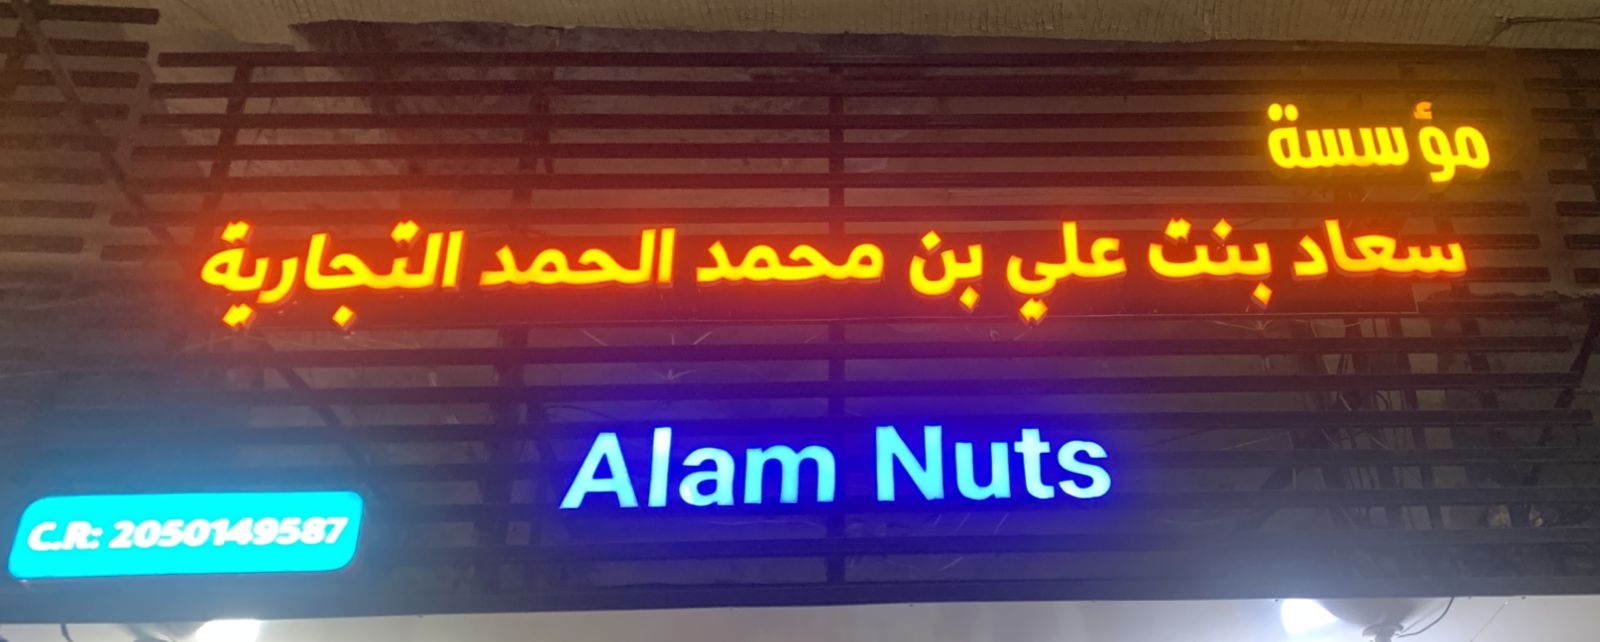 مؤسسة
سعاد بنت علي بن محمد الحمد التجارية
Alam Nuts
C.R: 2050149587